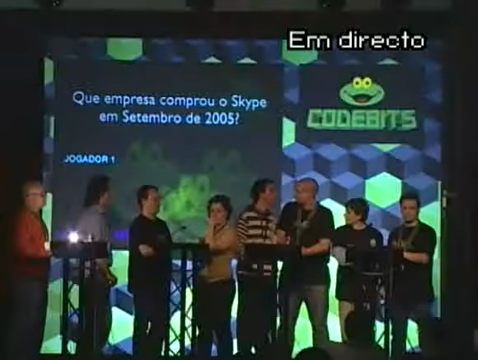 Em directo
CODEBITS
Que empresa comprou o Skype
em Setembro de 2005?
JOGADOR 1